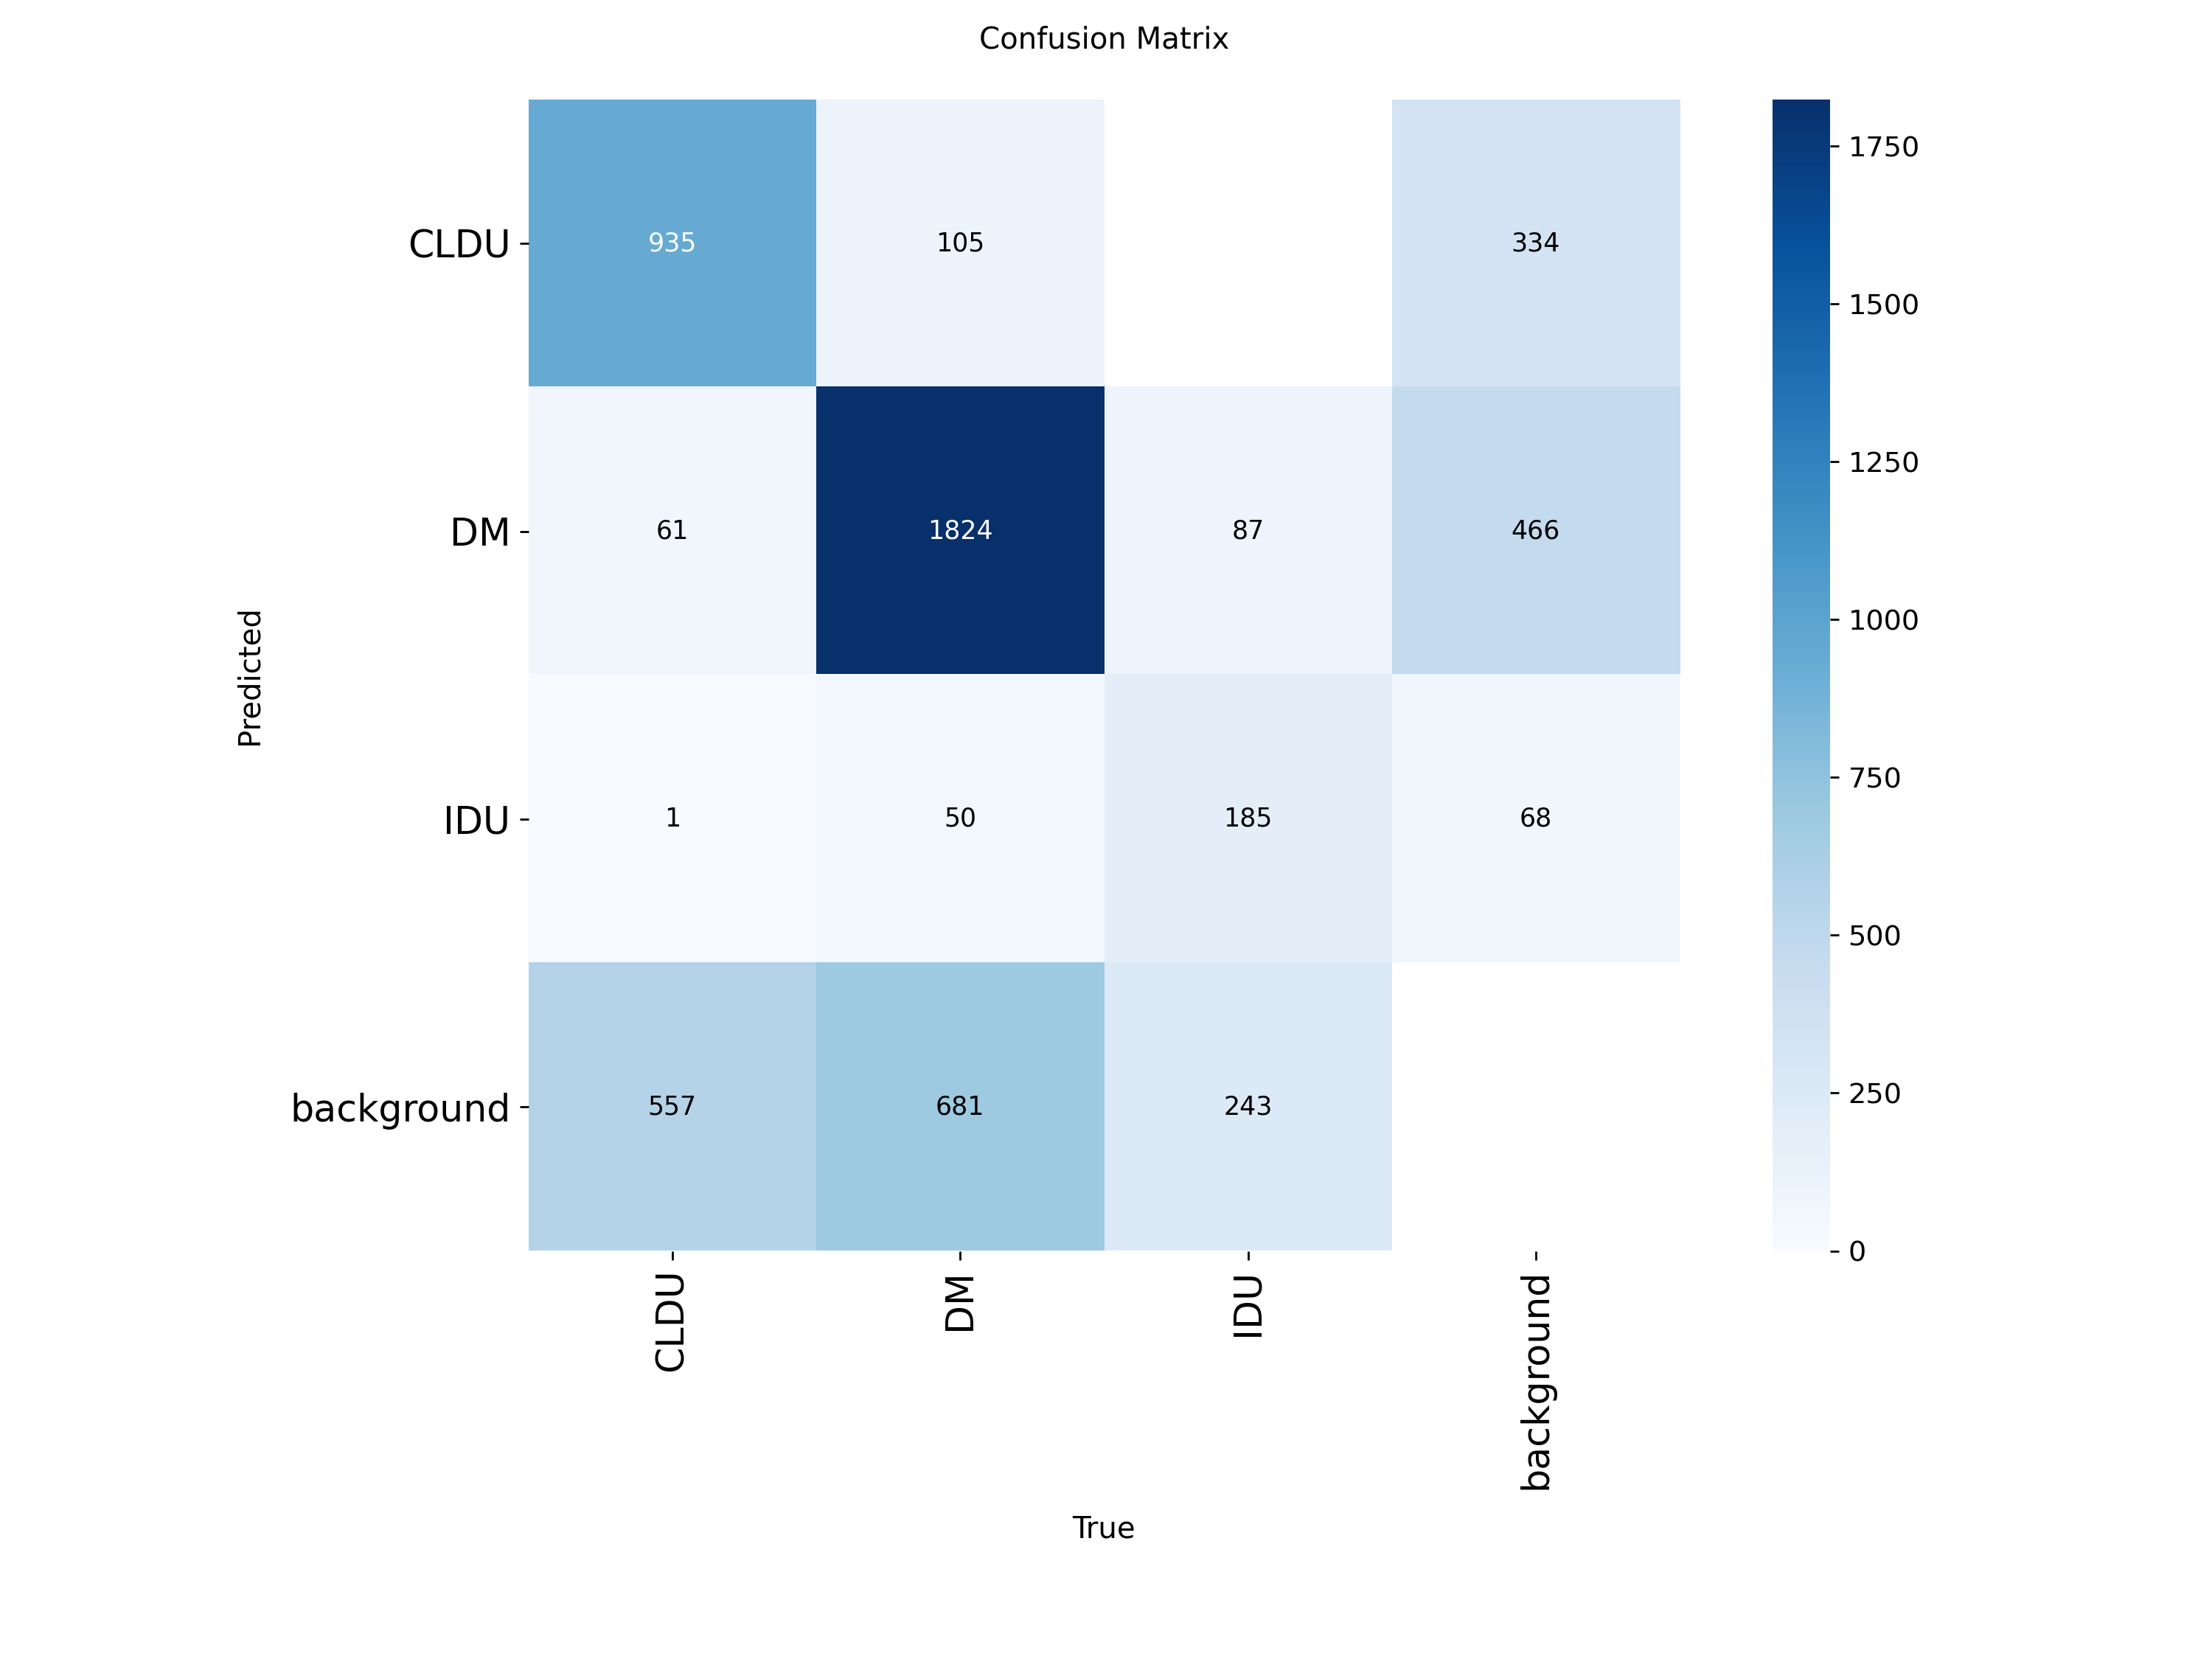 Confusion Matrix
CLDU 935 105 334
DM 61 1824 87 466
IDU 1 50 185 68
background 557 681 243
CLDU DM IDU background
Predicted
True
1750
1500
1250
1000
750
500
250
0